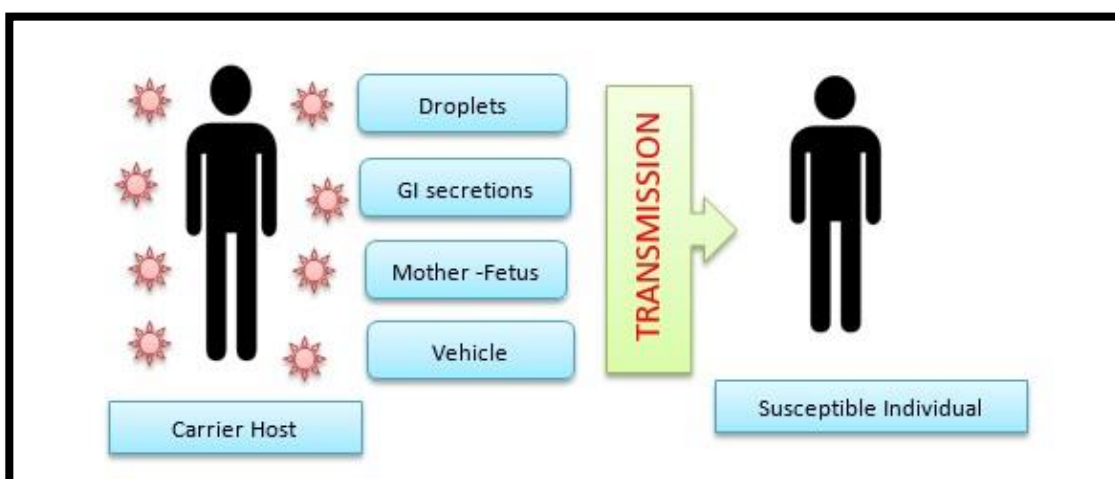 Droplets
GI secretions
Mother -Fetus
Vehicle
TRANSMISSION
Carrier Host
Susceptible Individual